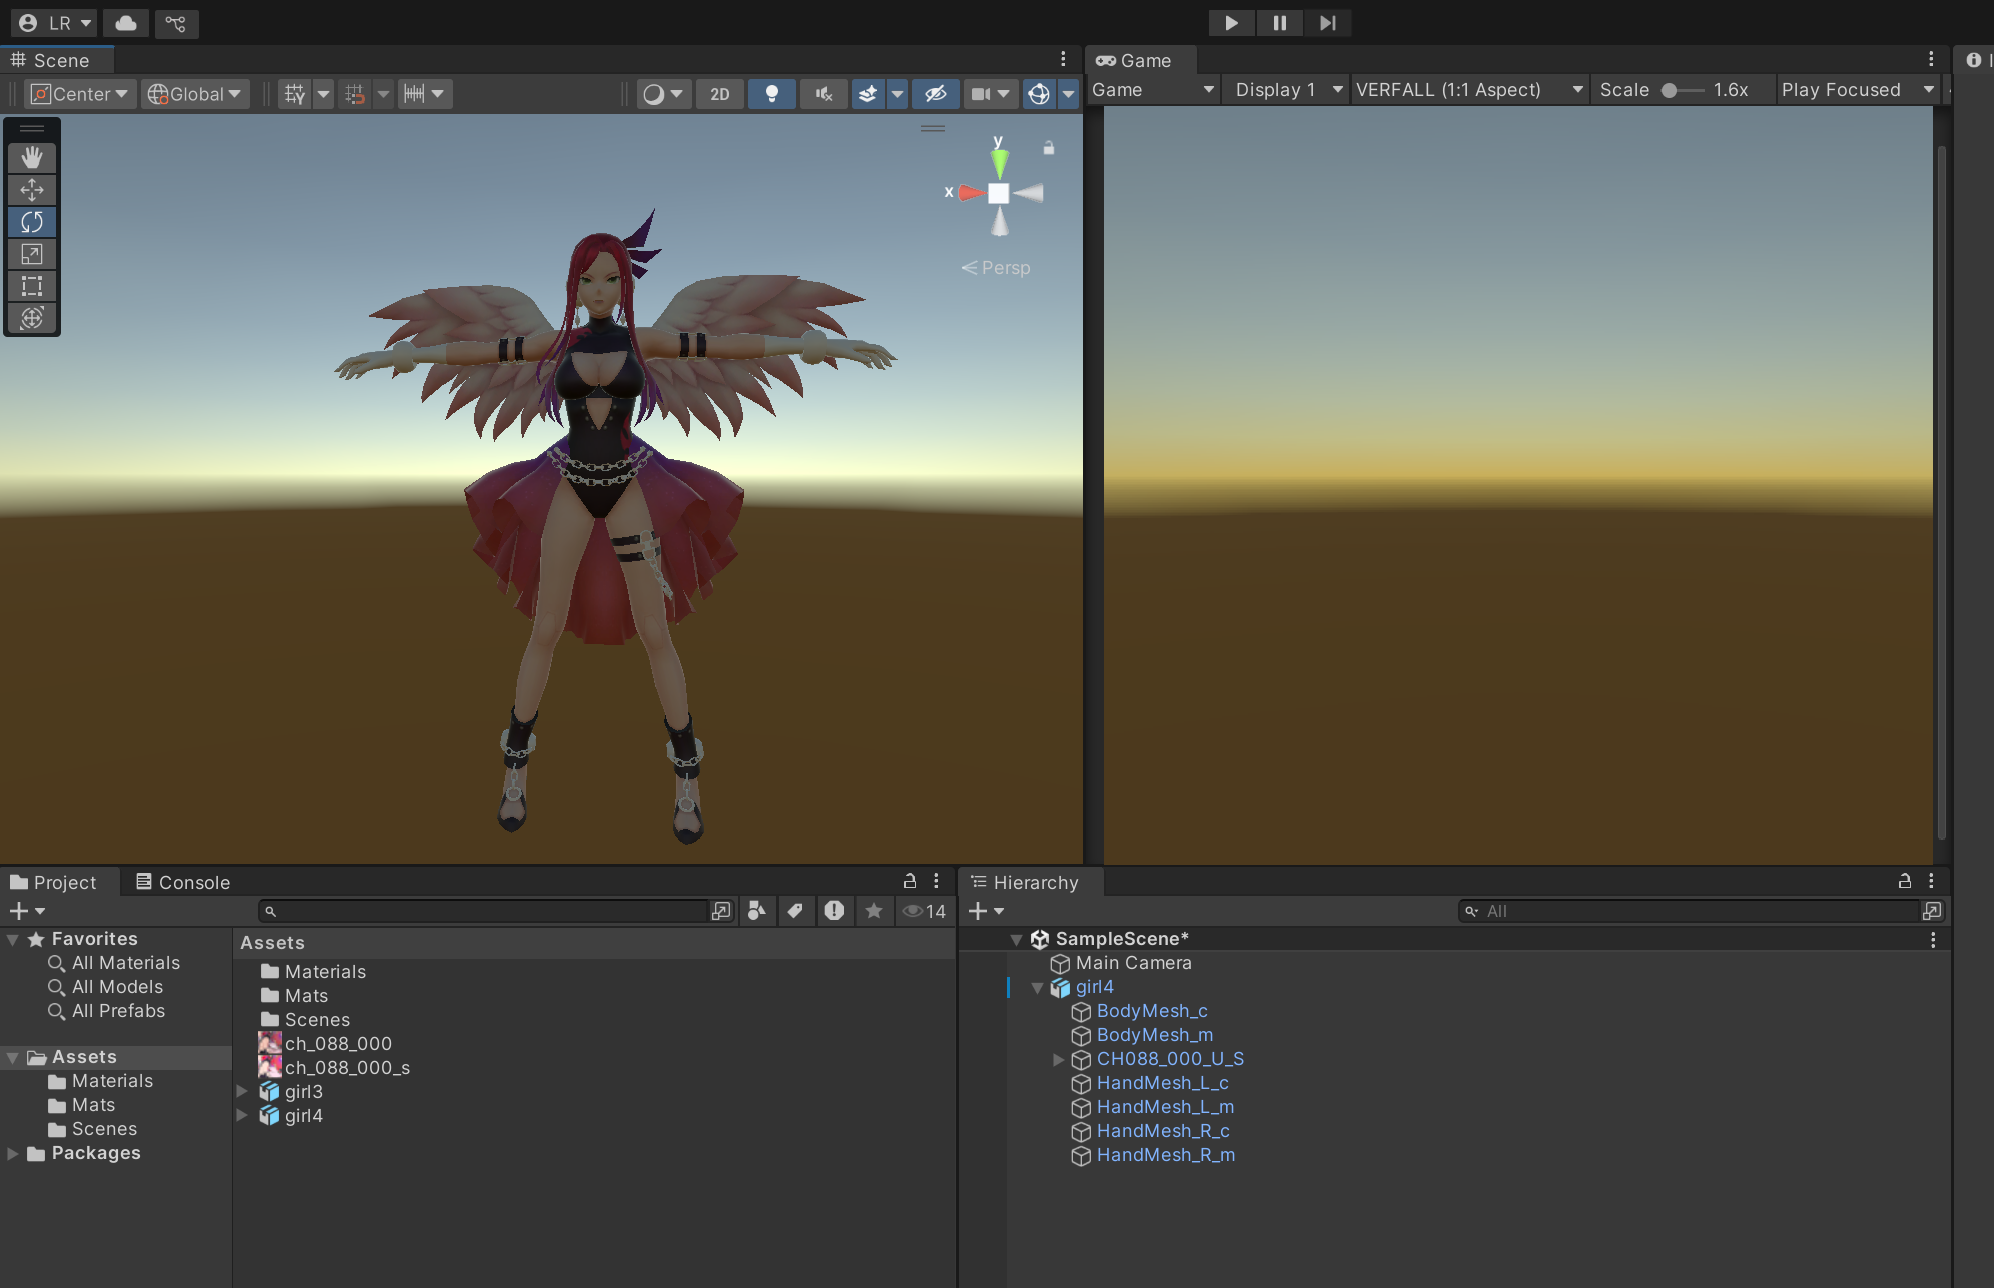 LR
Scene
Game
Center Global 2D
Game Display 1 VERFALL (1:1 Aspect) Scale 1.6x Play Focused
y
x
Persp
Project Console
Hierarchy
14
All
Favorites
All Materials
All Models
All Prefabs
Assets
Materials
Mats
Scenes
Packages
Assets
Materials
Mats
Scenes
ch_088_000
ch_088_000_s
girl3
girl4
SampleScene*
Main Camera
girl4
BodyMesh_c
BodyMesh_m
CH088_000_U_S
HandMesh_L_c
HandMesh_L_m
HandMesh_R_c
HandMesh_R_m